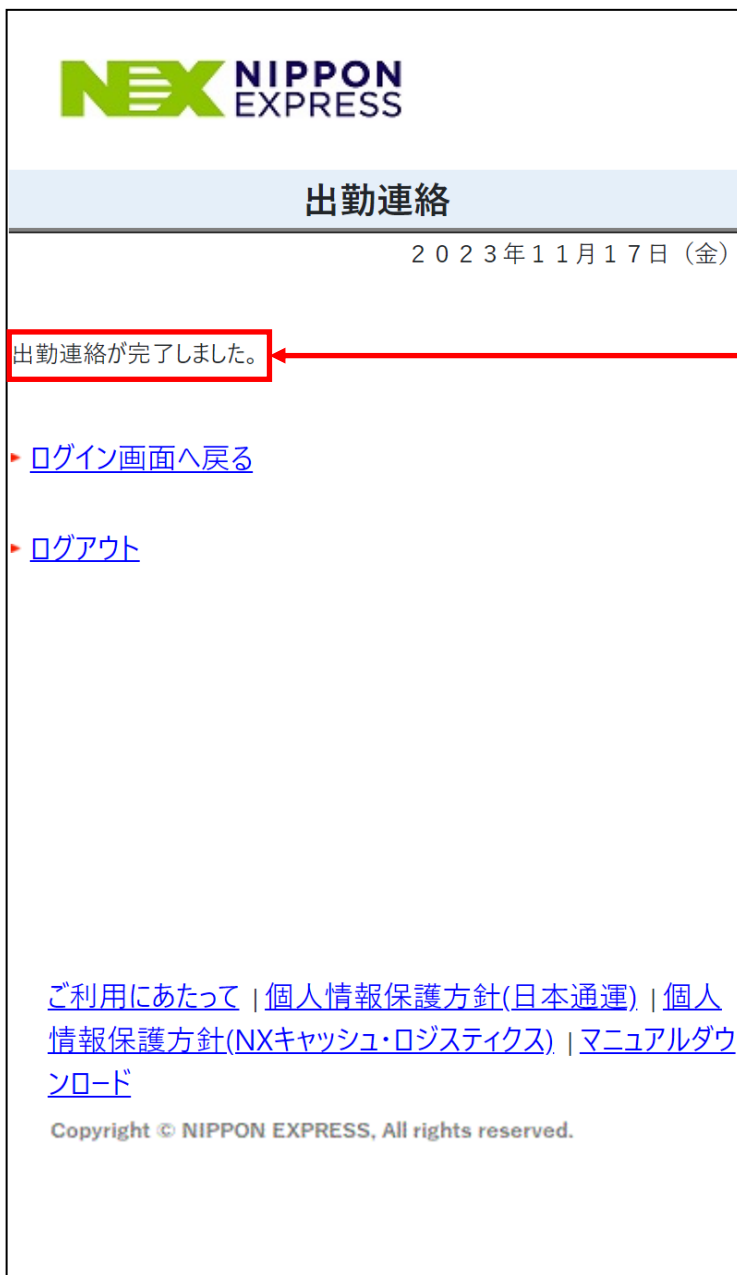 NX NIPPON
EXPRESS
出勤連絡
２０２３年１１月１７日（金）
出勤連絡が完了しました。
ログイン画面へ戻る
ログアウト
ご利用にあたって | 個人情報保護方針(日本通運) | 個人
情報保護方針(NXキャッシュ・ロジスティクス) | マニュアルダウ
ンロード
Copyright © NIPPON EXPRESS, All rights reserved.